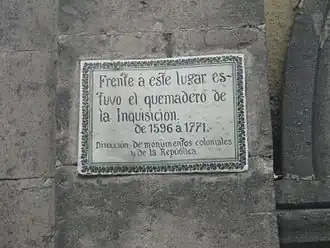 Frente á este lugar es-
tuvo el quemadero de
la Inquisicion.
de 1596 á 1771.
Dirección de monumentos coloniales
y de la República.